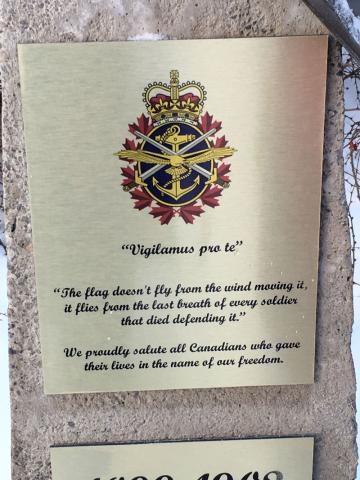 “Vigilamus pro te”
“The flag doesn't fly from the wind moving it,
it flies from the last breath of every soldier
that died defending it.”
We proudly salute all Canadians who gave
their lives in the name of our freedom.